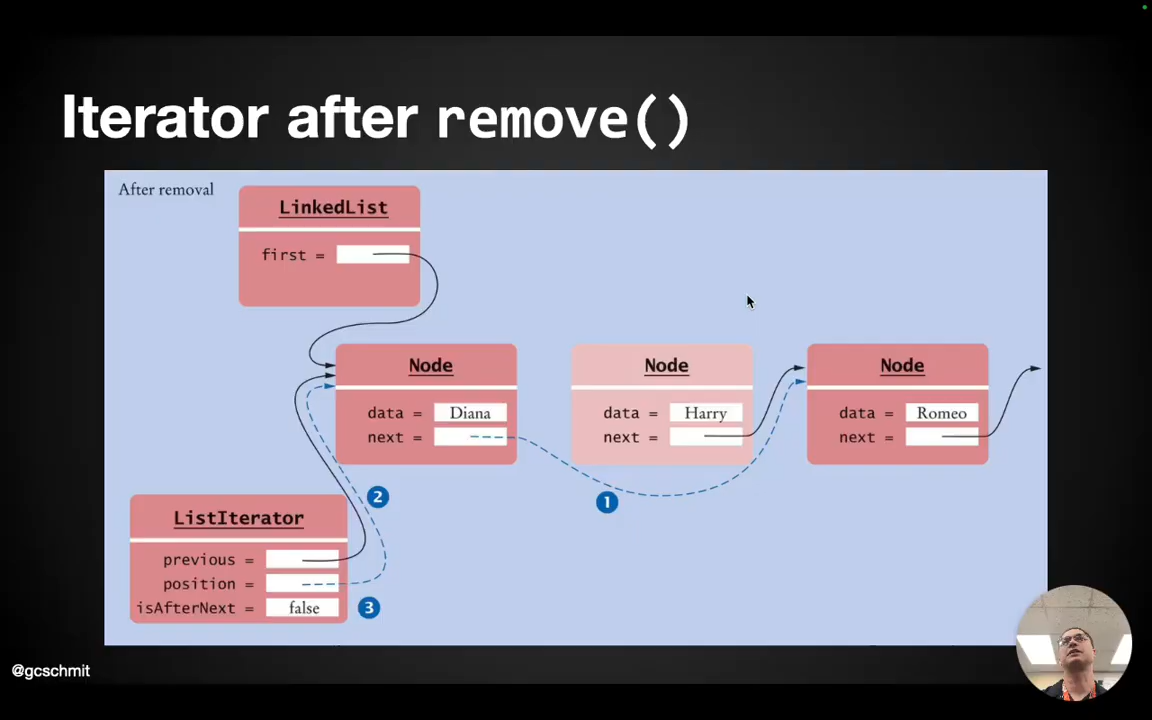 Iterator after remove()
After removal
LinkedList
first =
Node
data = Diana
next =
Node
data = Harry
next =
Node
data = Romeo
next =
1
2
ListIterator
previous =
position =
isAfterNext = false
3
@gcschmit